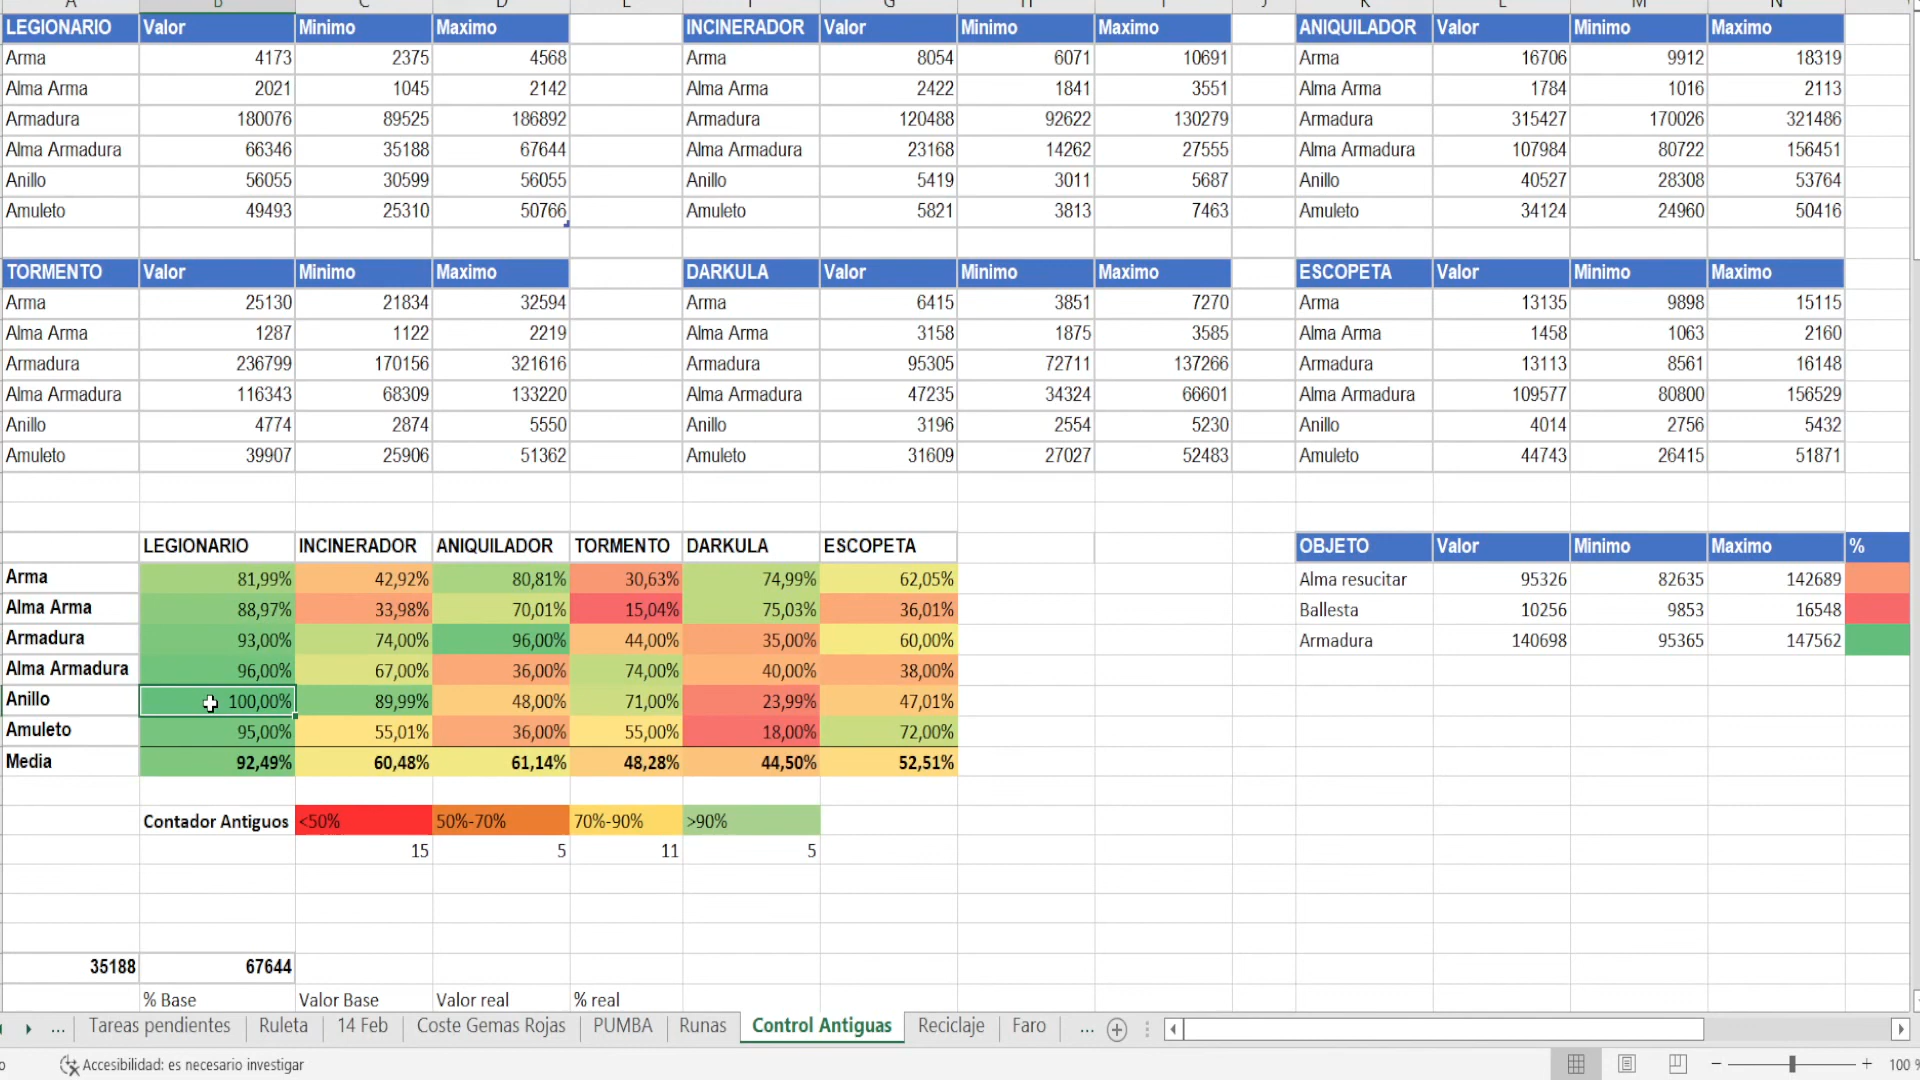 LEGIONARIO Valor Minimo Maximo INCINERADOR Valor Minimo Maximo ANIQUILADOR Valor Minimo Maximo
Arma 4173 2375 4568 Arma 8054 6071 10691 Arma 16706 9912 18319
Alma Arma 2021 1045 2142 Alma Arma 2422 1841 3551 Alma Arma 1784 1016 2113
Armadura 180076 89525 186892 Armadura 120488 92622 130279 Armadura 315427 170026 321486
Alma Armadura 66346 35188 67644 Alma Armadura 23168 14262 27555 Alma Armadura 107984 80722 156451
Anillo 56055 30599 56055 Anillo 5419 3011 5687 Anillo 40527 28308 53764
Amuleto 49493 25310 50766 Amuleto 5821 3813 7463 Amuleto 34124 24960 50416
TORMENTO Valor Minimo Maximo DARKULA Valor Minimo Maximo ESCOPETA Valor Minimo Maximo
Arma 25130 21834 32594 Arma 6415 3851 7270 Arma 13135 9898 15115
Alma Arma 1287 1122 2219 Alma Arma 3158 1875 3585 Alma Arma 1458 1063 2160
Armadura 236799 170156 321616 Armadura 95305 72711 137266 Armadura 13113 8561 16148
Alma Armadura 116343 68309 133220 Alma Armadura 47235 34324 66601 Alma Armadura 109577 80800 156529
Anillo 4774 2874 5550 Anillo 3196 2554 5230 Anillo 4014 2756 5432
Amuleto 39907 25906 51362 Amuleto 31609 27027 52483 Amuleto 44743 26415 51871
LEGIONARIO INCINERADOR ANIQUILADOR TORMENTO DARKULA ESCOPETA OBJETO Valor Minimo Maximo %
Arma 81,99% 42,92% 80,81% 30,63% 74,99% 62,05% Alma resucitar 95326 82635 142689
Alma Arma 88,97% 33,98% 70,01% 15,04% 75,03% 36,01% Ballesta 10256 9853 16548
Armadura 93,00% 74,00% 96,00% 44,00% 35,00% 60,00% Armadura 140698 95365 147562
Alma Armadura 96,00% 67,00% 36,00% 74,00% 40,00% 38,00%
Anillo 100,00% 89,99% 48,00% 71,00% 23,99% 47,01%
Amuleto 95,00% 55,01% 36,00% 55,00% 18,00% 72,00%
Media 92,49% 60,48% 61,14% 48,28% 44,50% 52,51%
Contador Antiguos <50% 50%-70% 70%-90% >90%
15 5 11 5
35188 67644
% Base Valor Base Valor real % real
... Tareas pendientes Ruleta 14 Feb Coste Gemas Rojas PUMBA Runas Control Antiguas Reciclaje Faro ...
Accesibilidad: es necesario investigar 100 %